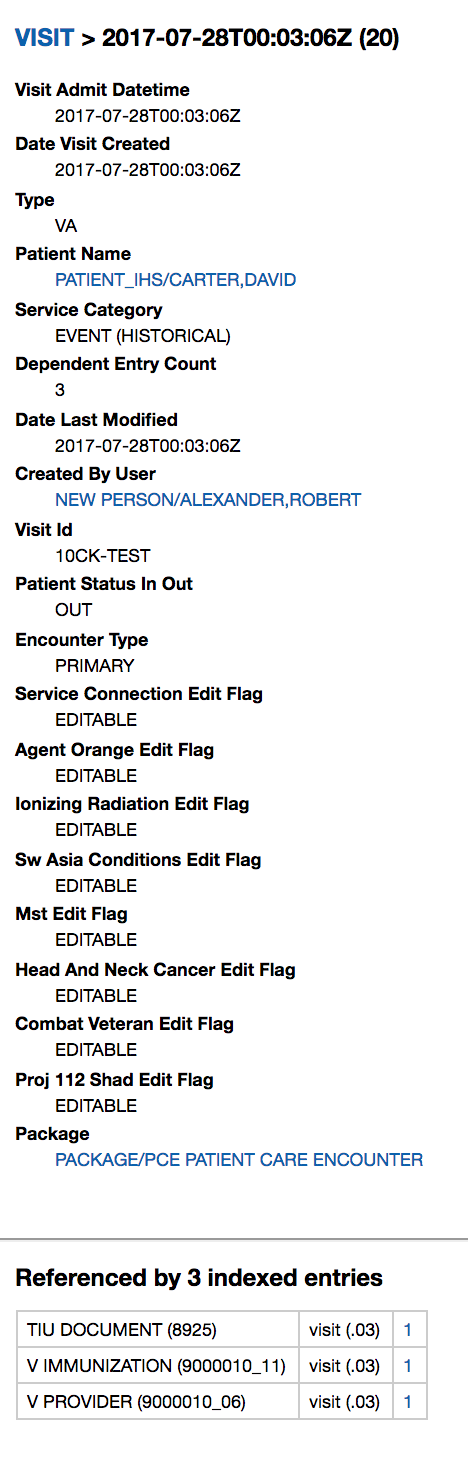 VISIT > 2017-07-28T00:03:06Z (20)
Visit Admit Datetime
2017-07-28T00:03:06Z
Date Visit Created
2017-07-28T00:03:06Z
Type
VA
Patient Name
PATIENT_IHS/CARTER,DAVID
Service Category
EVENT (HISTORICAL)
Dependent Entry Count
3
Date Last Modified
2017-07-28T00:03:06Z
Created By User
NEW PERSON/ALEXANDER,ROBERT
Visit Id
10CK-TEST
Patient Status In Out
OUT
Encounter Type
PRIMARY
Service Connection Edit Flag
EDITABLE
Agent Orange Edit Flag
EDITABLE
Ionizing Radiation Edit Flag
EDITABLE
Sw Asia Conditions Edit Flag
EDITABLE
Mst Edit Flag
EDITABLE
Head And Neck Cancer Edit Flag
EDITABLE
Combat Veteran Edit Flag
EDITABLE
Proj 112 Shad Edit Flag
EDITABLE
Package
PACKAGE/PCE PATIENT CARE ENCOUNTER
Referenced by 3 indexed entries
TIU DOCUMENT (8925) visit (.03) 1
V IMMUNIZATION (9000010_11) visit (.03) 1
V PROVIDER (9000010_06) visit (.03) 1